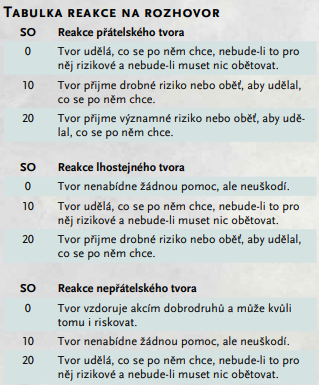 TABULKA REAKCE NA ROZHOVOR
SO Reakce přátelského tvora
0 Tvor udělá, co se po něm chce, nebude-li to pro
něj rizikové a nebude-li muset nic obětovat.
10 Tvor přijme drobné riziko nebo oběť, aby udělal,
co se po něm chce.
20 Tvor přijme významné riziko nebo oběť, aby udě-
lal, co se po něm chce.
SO Reakce lhostejného tvora
0 Tvor nenabídne žádnou pomoc, ale neuškodí.
10 Tvor udělá, co se po něm chce, nebude-li to pro
něj rizikové a nebude-li muset nic obětovat.
20 Tvor přijme drobné riziko nebo oběť, aby udělal,
co se po něm chce.
SO Reakce nepřátelského tvora
0 Tvor vzdoruje akcím dobrodruhů a může kvůli
tomu i riskovat.
10 Tvor nenabídne žádnou pomoc, ale neuškodí.
20 Tvor udělá, co se po něm chce, nebude-li to pro
něj rizikové a nebude-li muset nic obětovat.